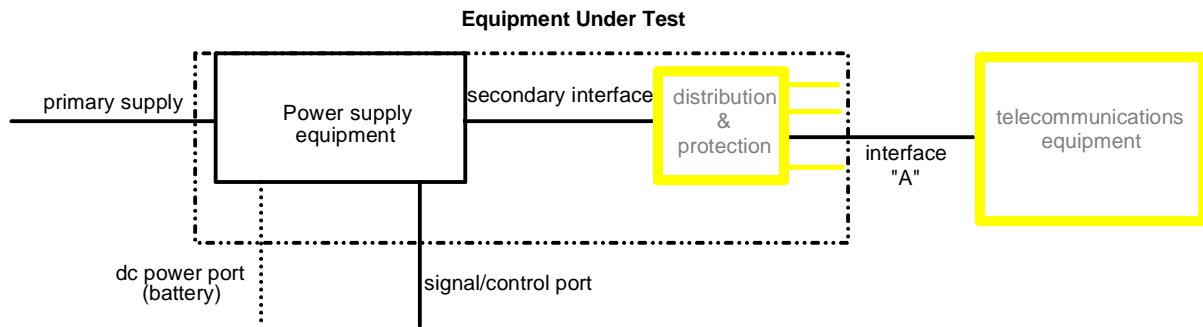 Equipment Under Test
primary supply
Power supply
equipment
secondary interface
distribution
&
protection
interface
"A"
telecommunications
equipment
dc power port
(battery)
signal/control port